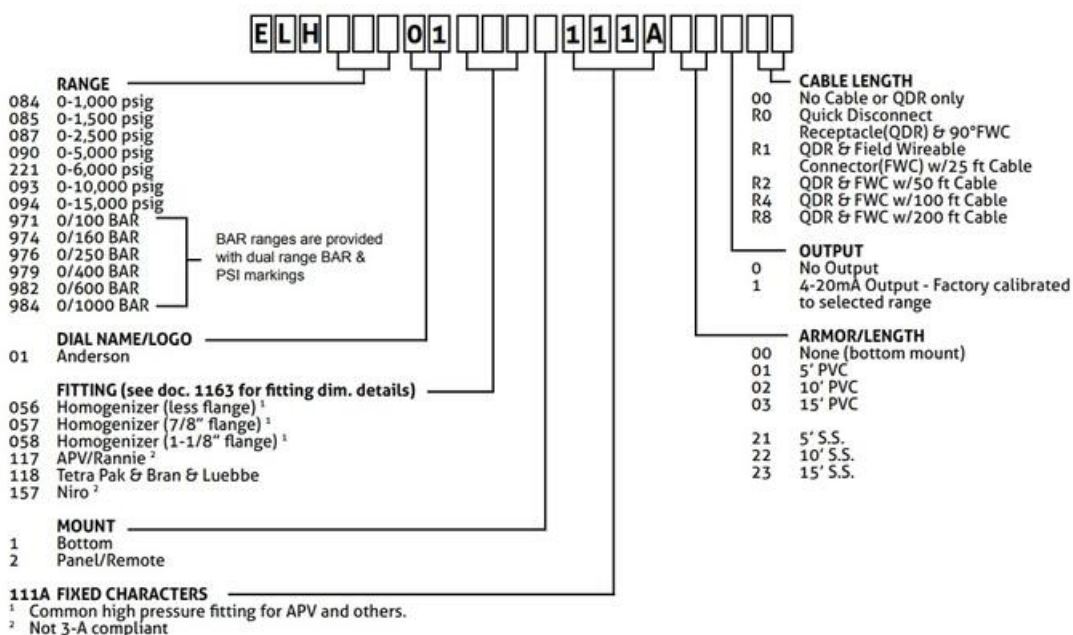 ELH 01 111A
RANGE
084 0-1,000 psig
085 0-1,500 psig
087 0-2,500 psig
090 0-5,000 psig
221 0-6,000 psig
093 0-10,000 psig
094 0-15,000 psig
971 0/100 BAR
974 0/160 BAR
976 0/250 BAR
979 0/400 BAR
982 0/600 BAR
984 0/1000 BAR
BAR ranges are provided
with dual range BAR &
PSI markings
DIAL NAME/LOGO
01 Anderson
FITTING (see doc. 1163 for fitting dim. details)
056 Homogenizer (less flange) ¹
057 Homogenizer (7/8" flange) ¹
058 Homogenizer (1-1/8" flange) ¹
117 APV/Rannie ²
118 Tetra Pak & Bran & Luebbe
157 Niro ²
MOUNT
1 Bottom
2 Panel/Remote
111A FIXED CHARACTERS
¹ Common high pressure fitting for APV and others.
² Not 3-A compliant
CABLE LENGTH
00 No Cable or QDR only
R0 Quick Disconnect
Receptacle(QDR) & 90°FWC
R1 QDR & Field Wireable
Connector(FWC) w/25 ft Cable
R2 QDR & FWC w/50 ft Cable
R4 QDR & FWC w/100 ft Cable
R8 QDR & FWC w/200 ft Cable
OUTPUT
0 No Output
1 4-20mA Output - Factory calibrated
to selected range
ARMOR/LENGTH
00 None (bottom mount)
01 5' PVC
02 10' PVC
03 15' PVC
21 5' S.S.
22 10' S.S.
23 15' S.S.